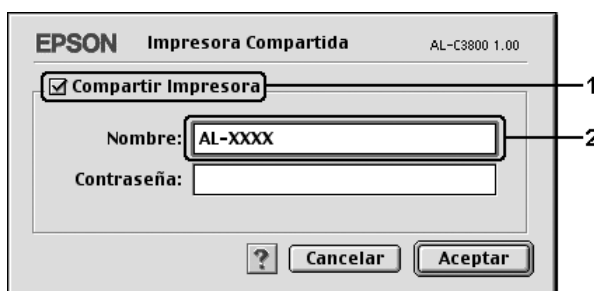 EPSON Impresora Compartida AL-C3800 1.00
Compartir Impresora 1
Nombre: AL-XXXX 2
Contraseña:
? Cancelar Aceptar